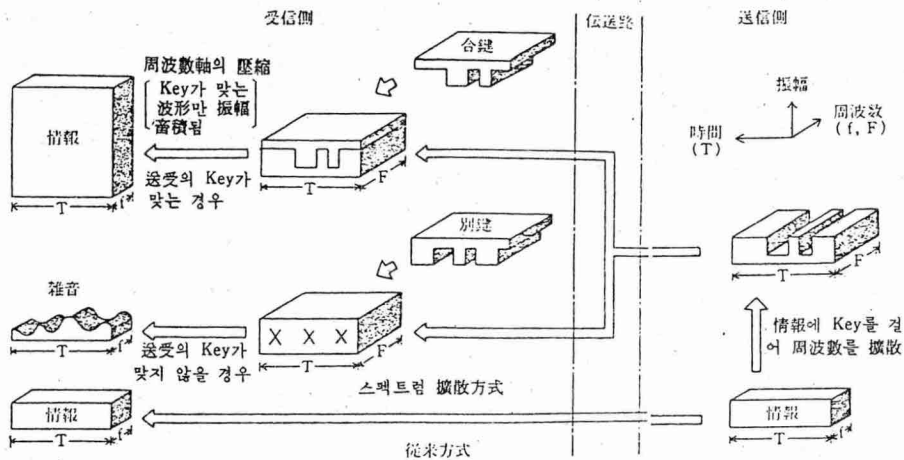 受信側
伝送路
送信側
合鍵
周波數軸의 壓縮
Key가 맞는
波形만 振幅
蓄積됨
情報
T
f
送受의 Key가
맞는 경우
T
F
振幅
周波数
(f, F)
時間
(T)
別鍵
T
F
雑音
T
f
送受의 Key가
맞지 않을 경우
X X X
T
F
情報에 Key를 걸
어 周波數를 擴散
스펙트럼 擴散方式
情報
T
f
情報
T
f
従来方式